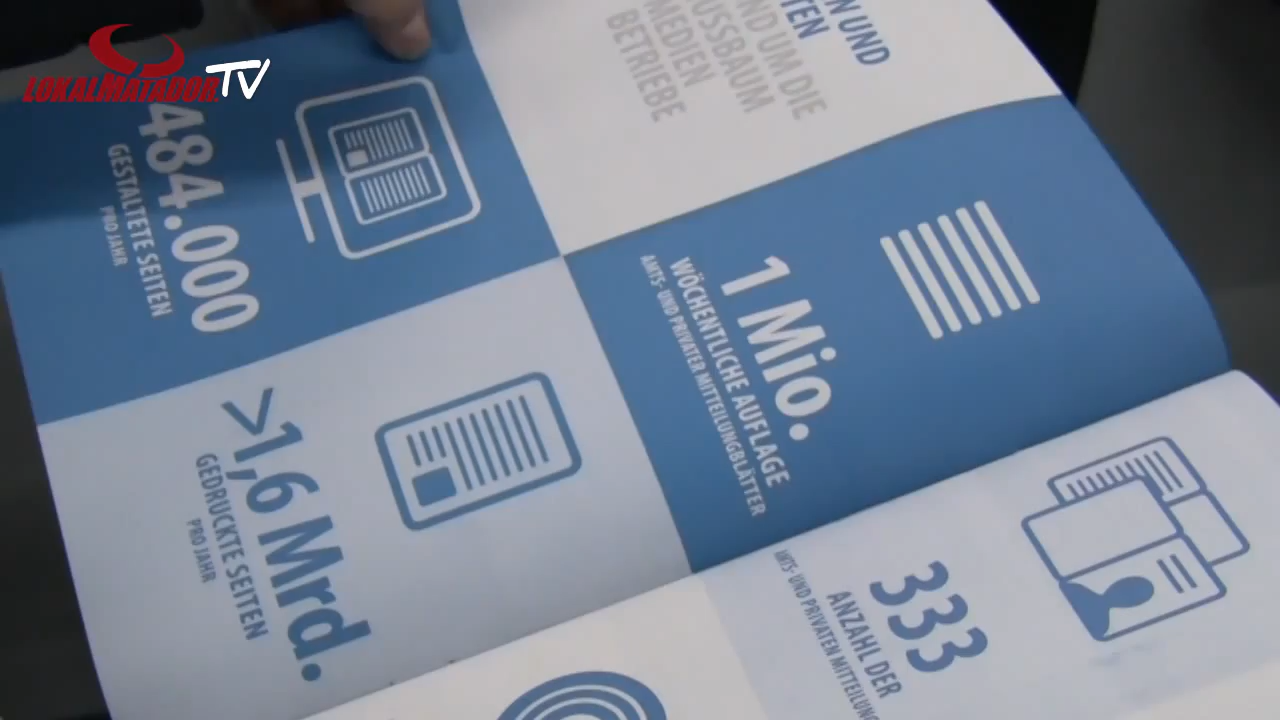 LOKALMATADOR.TV
N UND
TEN
ND UM DIE
USSBAUM
MEDIEN
BETRIEBE
484.000
GESTALTETE SEITEN
PRO JAHR
1 Mio.
WÖCHENTLICHE AUFLAGE
AMTS- UND PRIVATER MITTEILUNGBLÄTTER
>1,6 Mrd.
GEDRUCKTE SEITEN
PRO JAHR
333
ANZAHL DER
AMTS- UND PRIVATEN MITTEILUNG